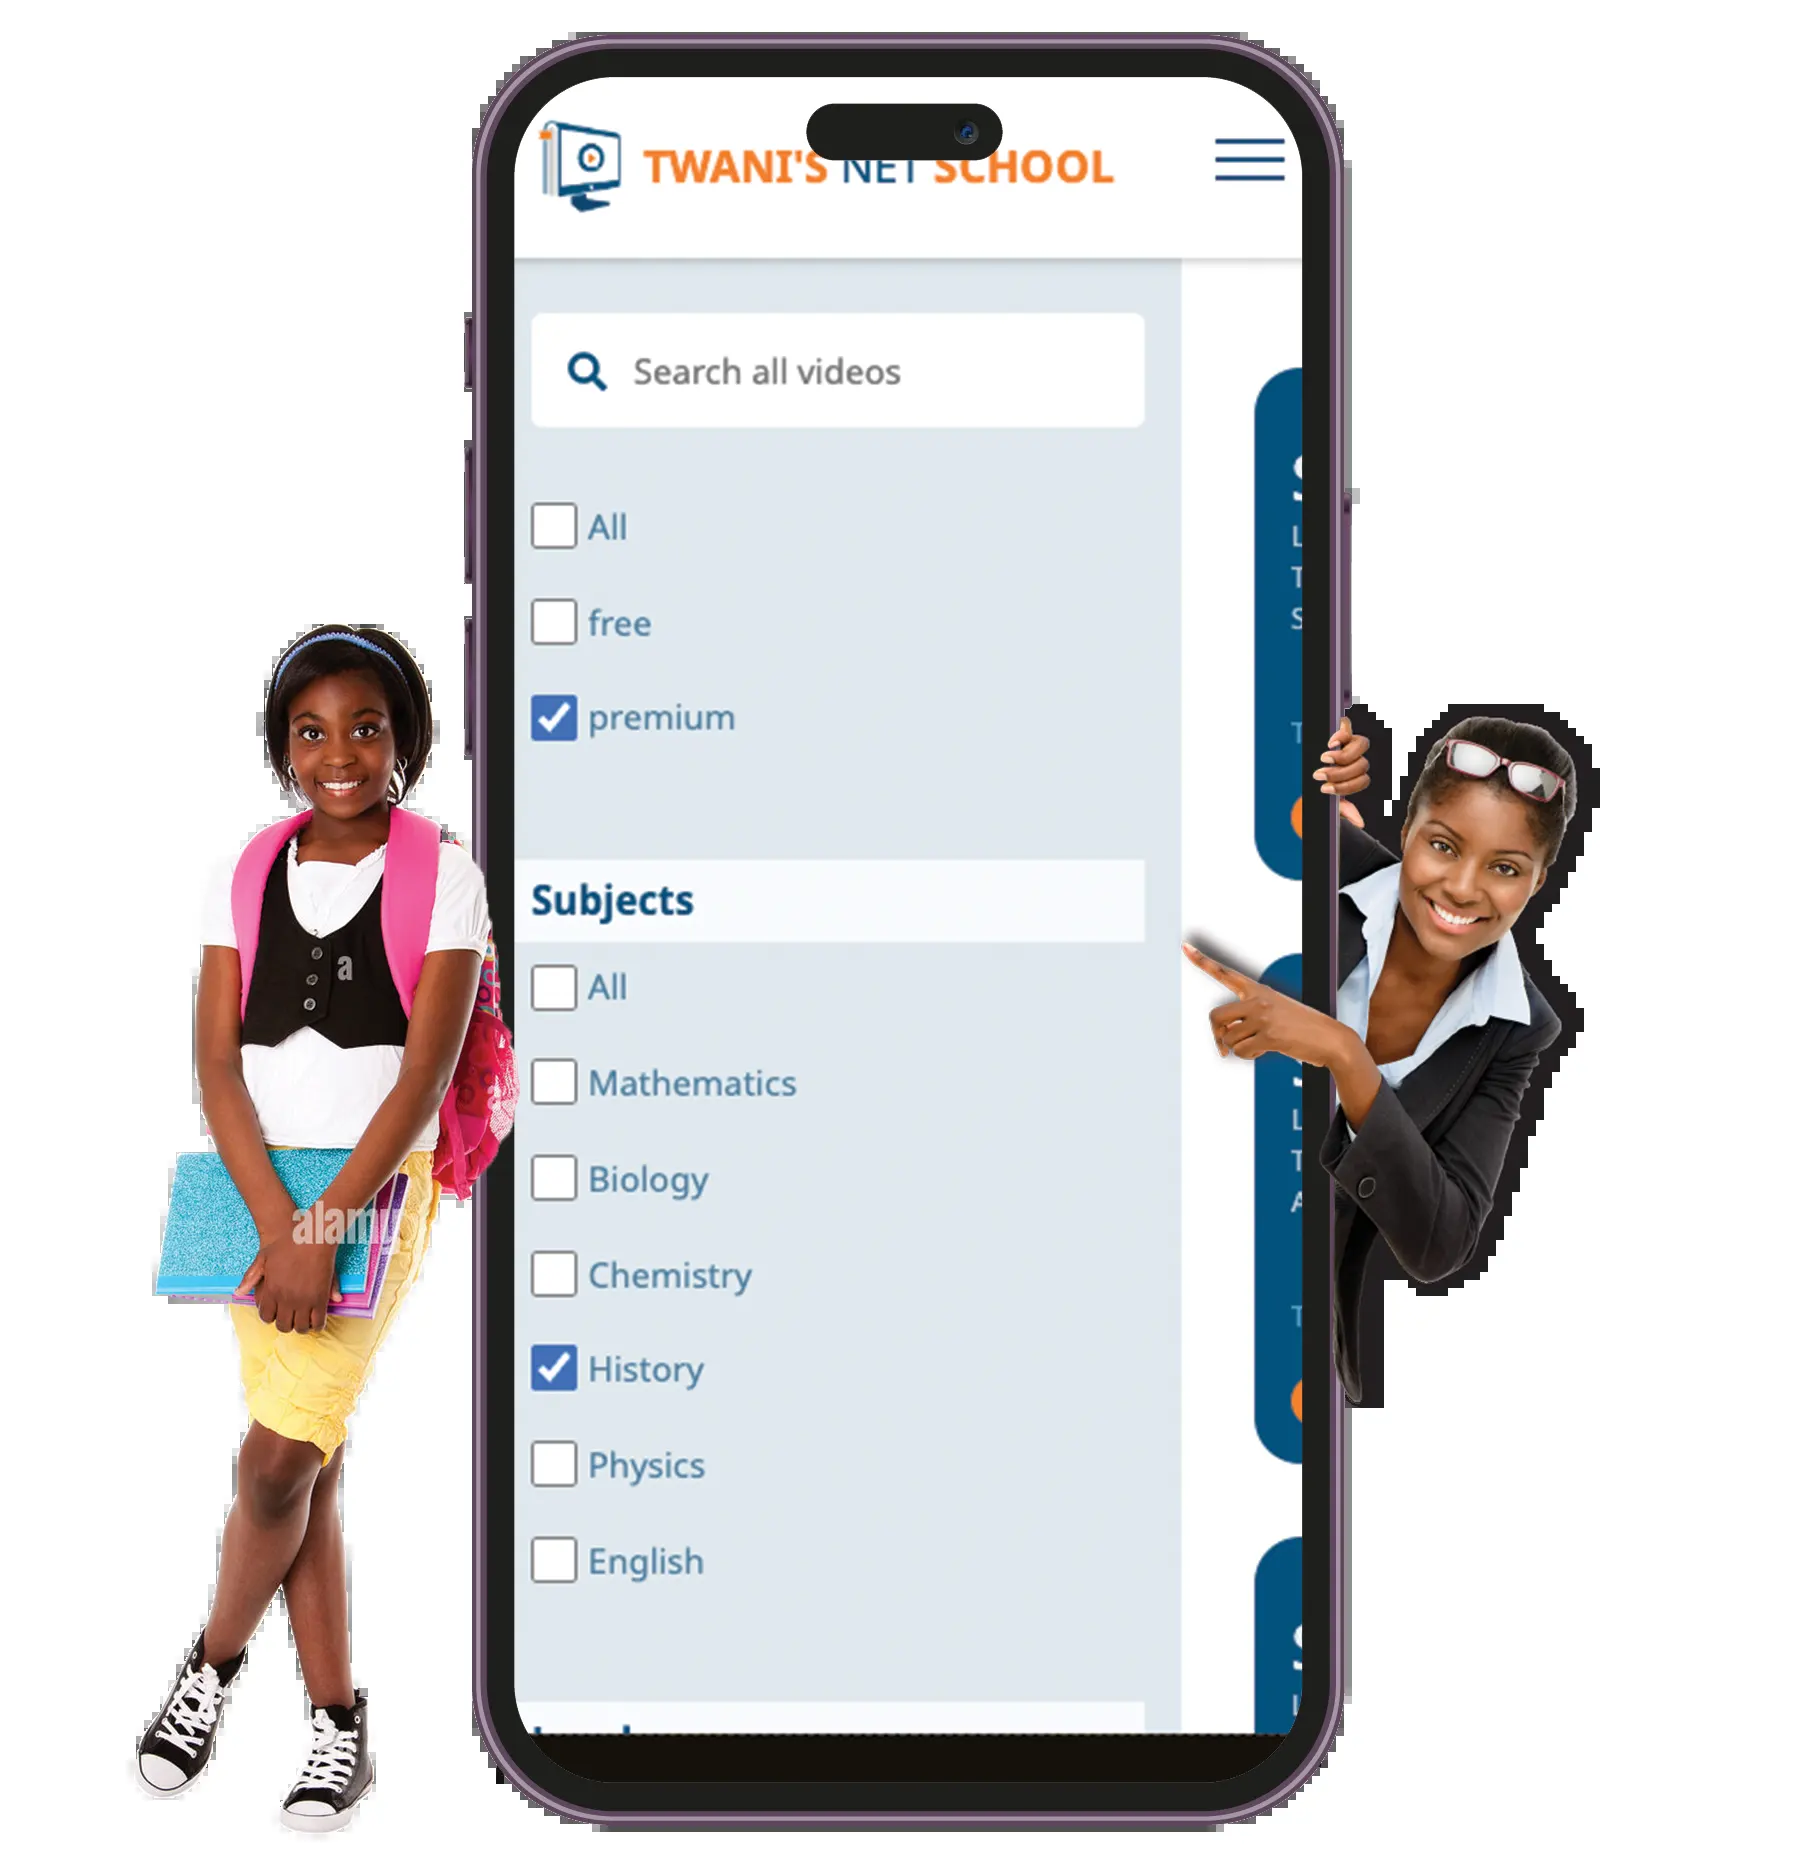 TWANI'S NET SCHOOL
Search all videos
All
free
premium
Subjects
All
Mathematics
Biology
Chemistry
History
Physics
English
a
alamy